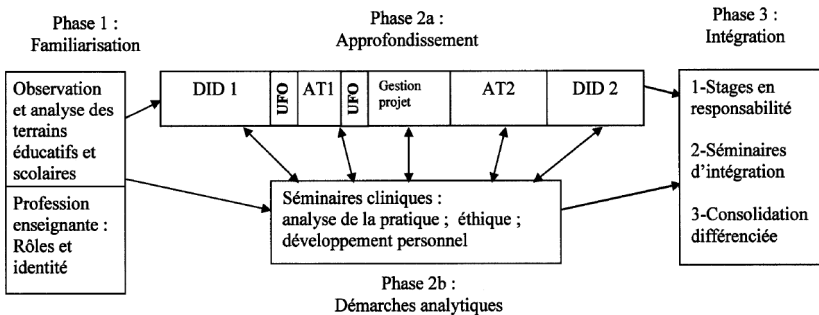 Phase 1 :
Familiarisation
Observation
et analyse des
terrains
éducatifs et
scolaires
Profession
enseignante :
Rôles et
identité
Phase 2a :
Approfondissement
DID 1
UFO
AT1
UFO
Gestion
projet
AT2
DID 2
Séminaires cliniques :
analyse de la pratique ; éthique ;
développement personnel
Phase 2b :
Démarches analytiques
Phase 3 :
Intégration
1-Stages en
responsabilité
2-Séminaires
d'intégration
3-Consolidation
différenciée